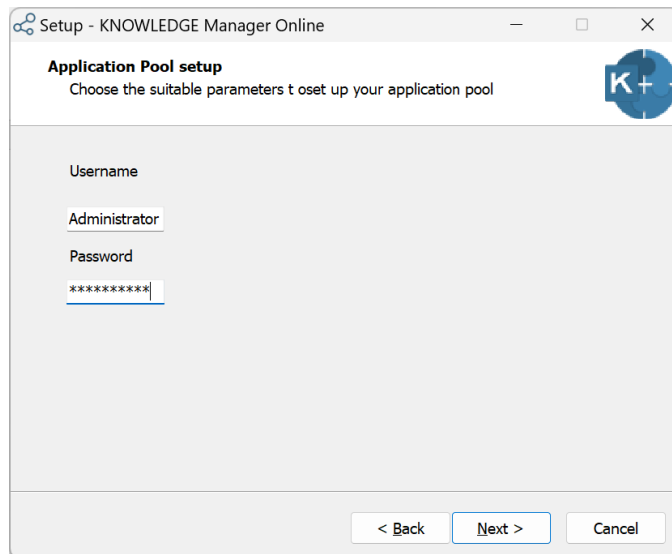 Setup - KNOWLEDGE Manager Online
Application Pool setup
Choose the suitable parameters t oset up your application pool
K+
Username
Administrator
Password
**********
< Back
Next >
Cancel